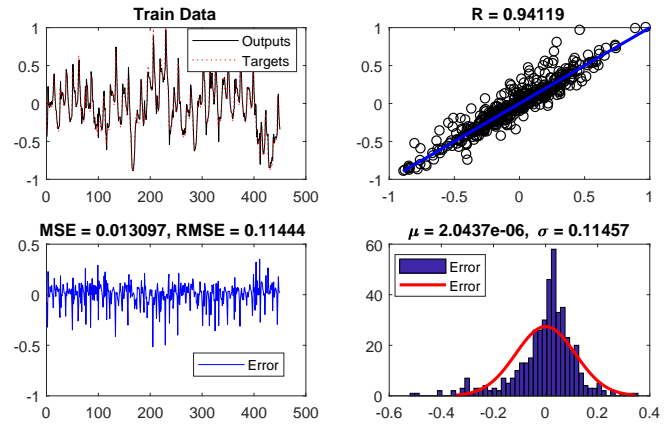 Train Data
1
0.5
0
-0.5
-1
0 100 200 300 400 500
Outputs
Targets
R = 0.94119
1
0.5
0
-0.5
-1
-1 -0.5 0 0.5 1
MSE = 0.013097, RMSE = 0.11444
0.5
0
-0.5
-1
0 100 200 300 400 500
Error
μ = 2.0437e-06, σ = 0.11457
60
40
20
0
-0.6 -0.4 -0.2 0 0.2 0.4
Error
Error